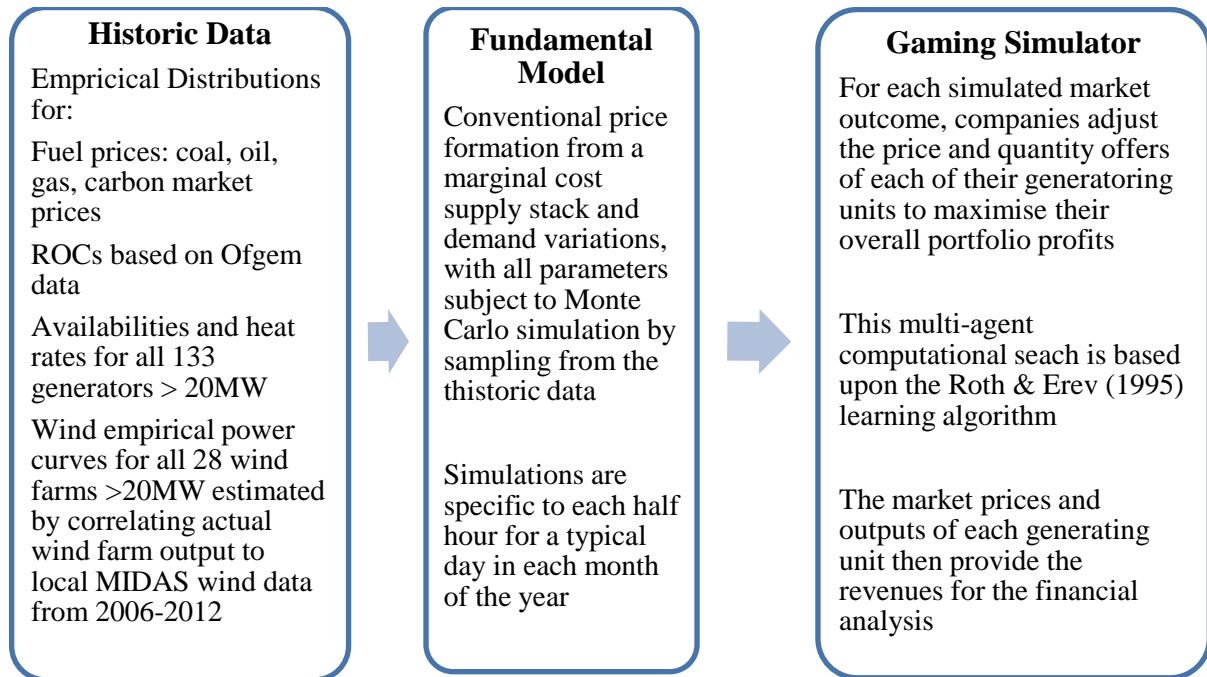 Historic Data
Empricical Distributions
for:
Fuel prices: coal, oil,
gas, carbon market
prices
ROCs based on Ofgem
data
Availabilities and heat
rates for all 133
generators > 20MW
Wind empirical power
curves for all 28 wind
farms >20MW estimated
by correlating actual
wind farm output to
local MIDAS wind data
from 2006-2012
Fundamental
Model
Conventional price
formation from a
marginal cost
supply stack and
demand variations,
with all parameters
subject to Monte
Carlo simulation by
sampling from the
thistoric data
Simulations are
specific to each half
hour for a typical
day in each month
of the year
Gaming Simulator
For each simulated market
outcome, companies adjust
the price and quantity offers
of each of their generatoring
units to maximise their
overall portfolio profits
This multi-agent
computational seach is based
upon the Roth & Erev (1995)
learning algorithm
The market prices and
outputs of each generating
unit then provide the
revenues for the financial
analysis